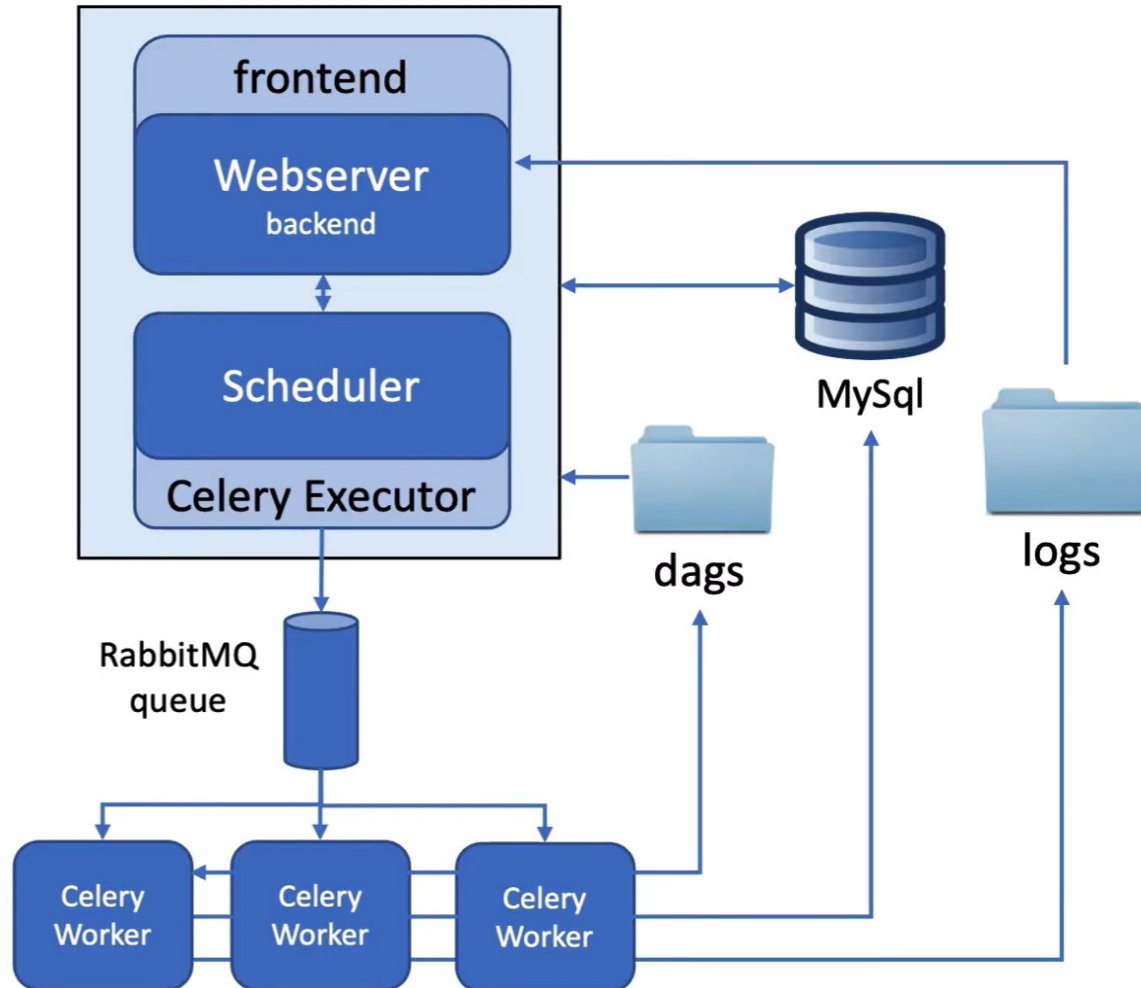 frontend
Webserver
backend
Scheduler
MySql
Celery Executor
dags
logs
RabbitMQ
queue
Celery
Worker
Celery
Worker
Celery
Worker